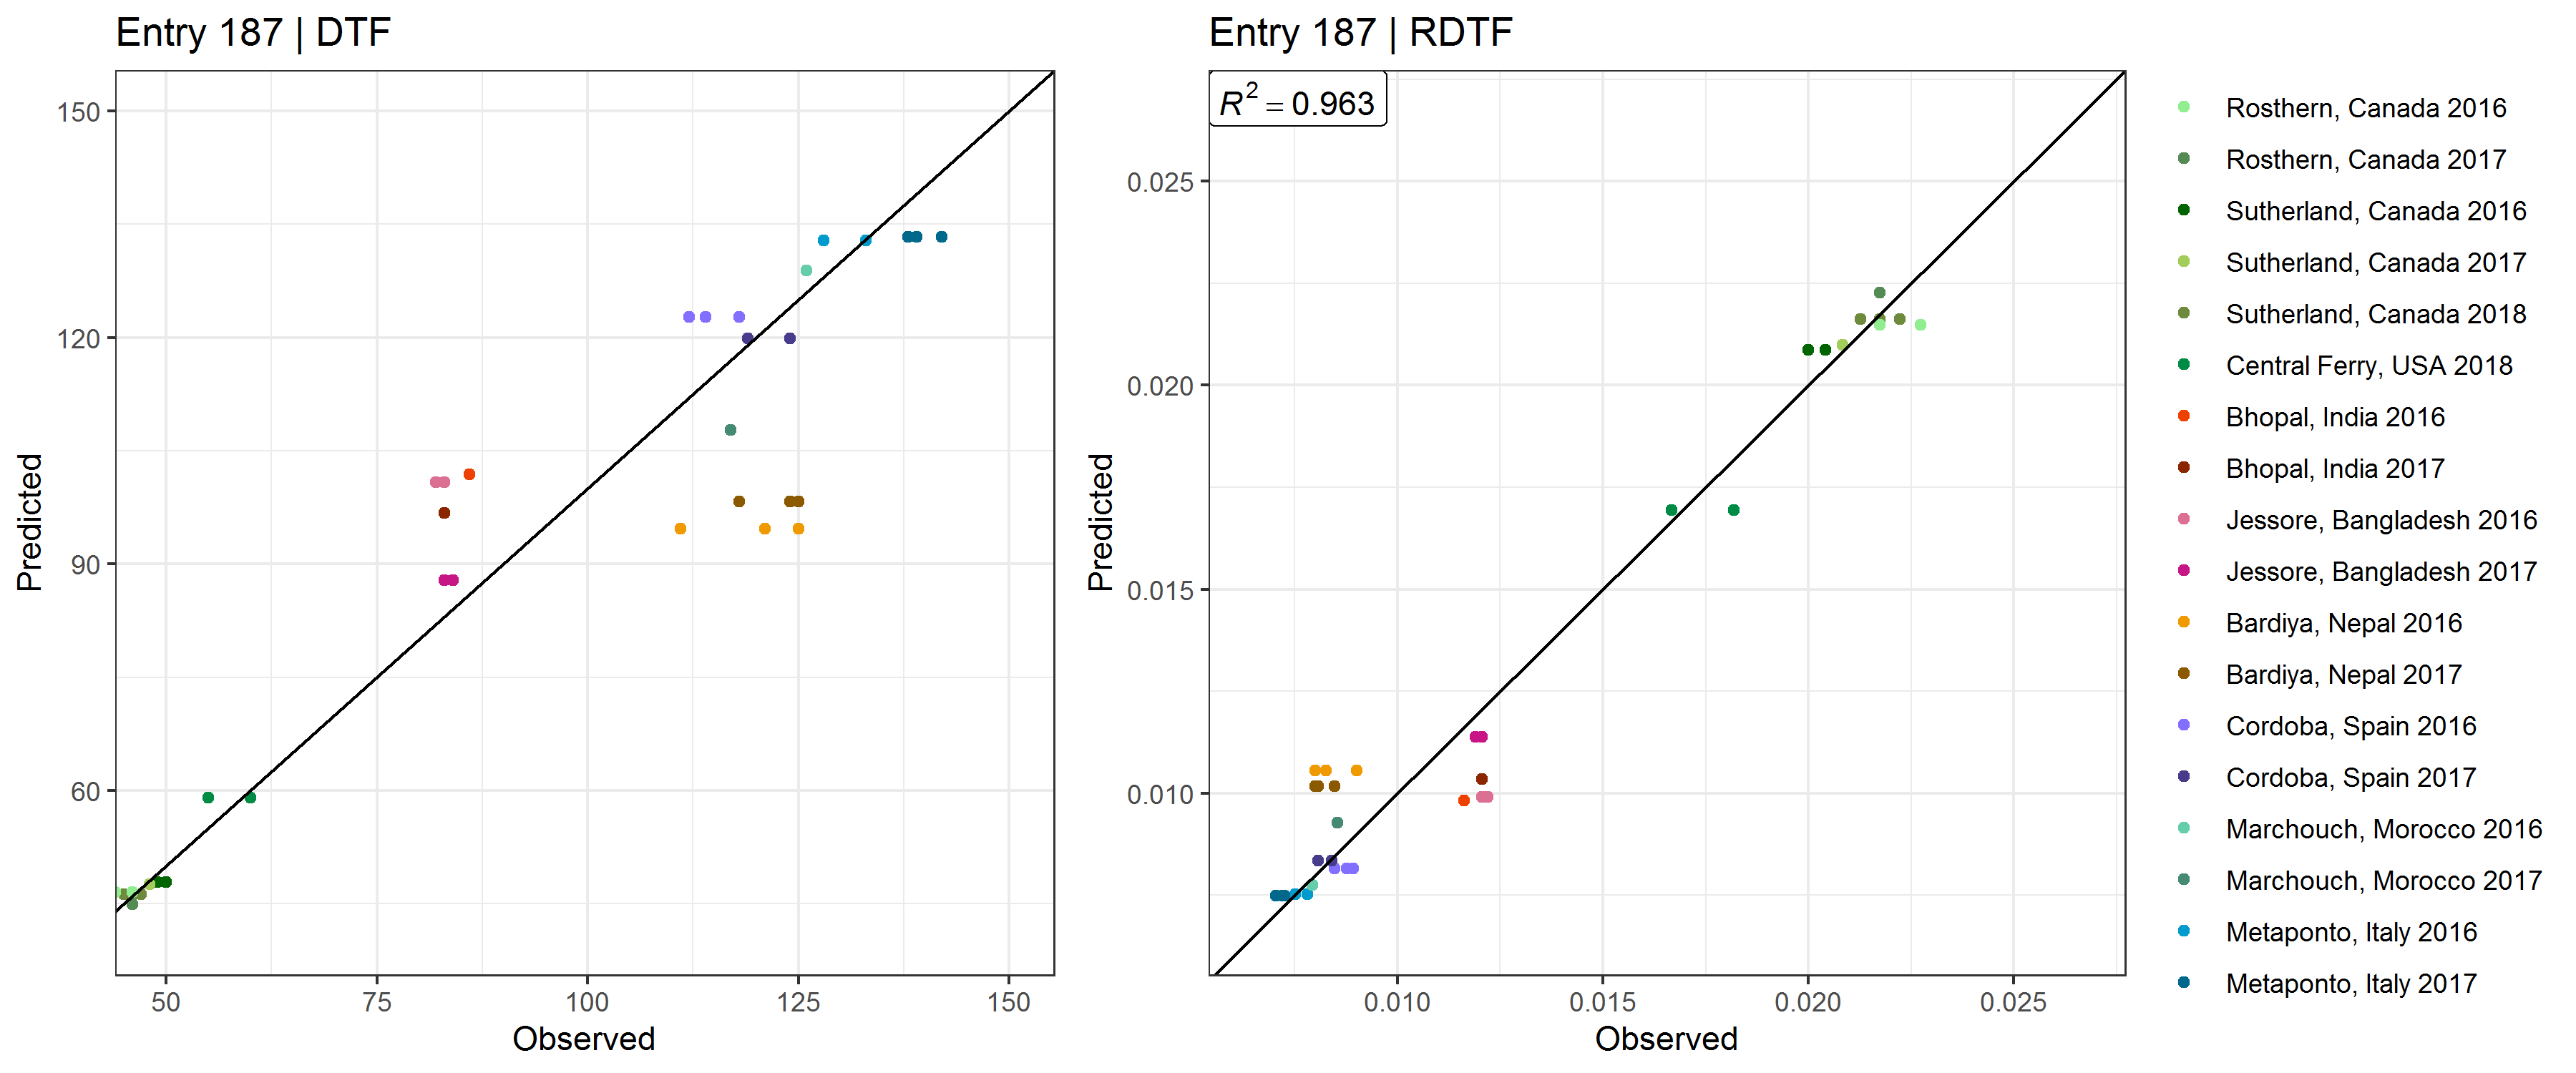 Entry 187 | DTF
150
120
90
60
Predicted
50
75
100
125
150
Observed
Entry 187 | RDTF
R² = 0.963
0.025
0.020
0.015
0.010
Predicted
0.010
0.015
0.020
0.025
Observed
Rosthern, Canada 2016
Rosthern, Canada 2017
Sutherland, Canada 2016
Sutherland, Canada 2017
Sutherland, Canada 2018
Central Ferry, USA 2018
Bhopal, India 2016
Bhopal, India 2017
Jessore, Bangladesh 2016
Jessore, Bangladesh 2017
Bardiya, Nepal 2016
Bardiya, Nepal 2017
Cordoba, Spain 2016
Cordoba, Spain 2017
Marchouch, Morocco 2016
Marchouch, Morocco 2017
Metaponto, Italy 2016
Metaponto, Italy 2017